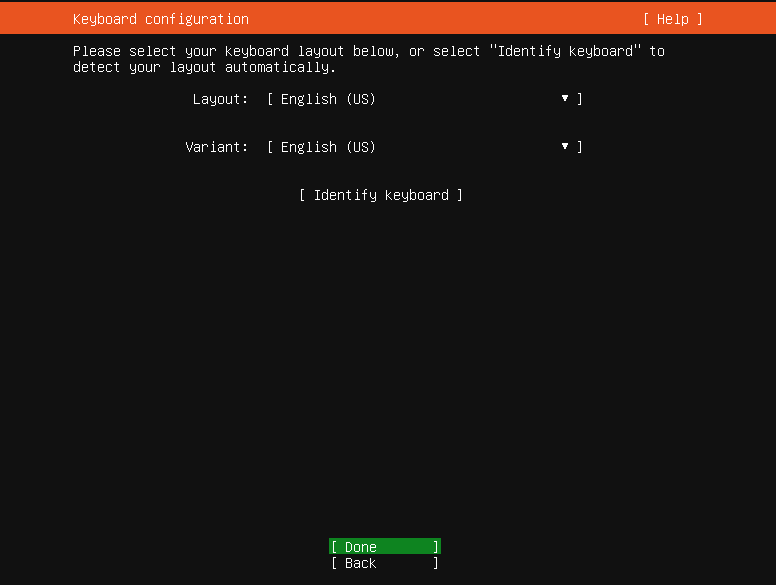 Keyboard configuration [ Help ]
Please select your keyboard layout below, or select "Identify keyboard" to
detect your layout automatically.
Layout: [ English (US) ▾ ]
Variant: [ English (US) ▾ ]
[ Identify keyboard ]
[ Done ]
[ Back ]